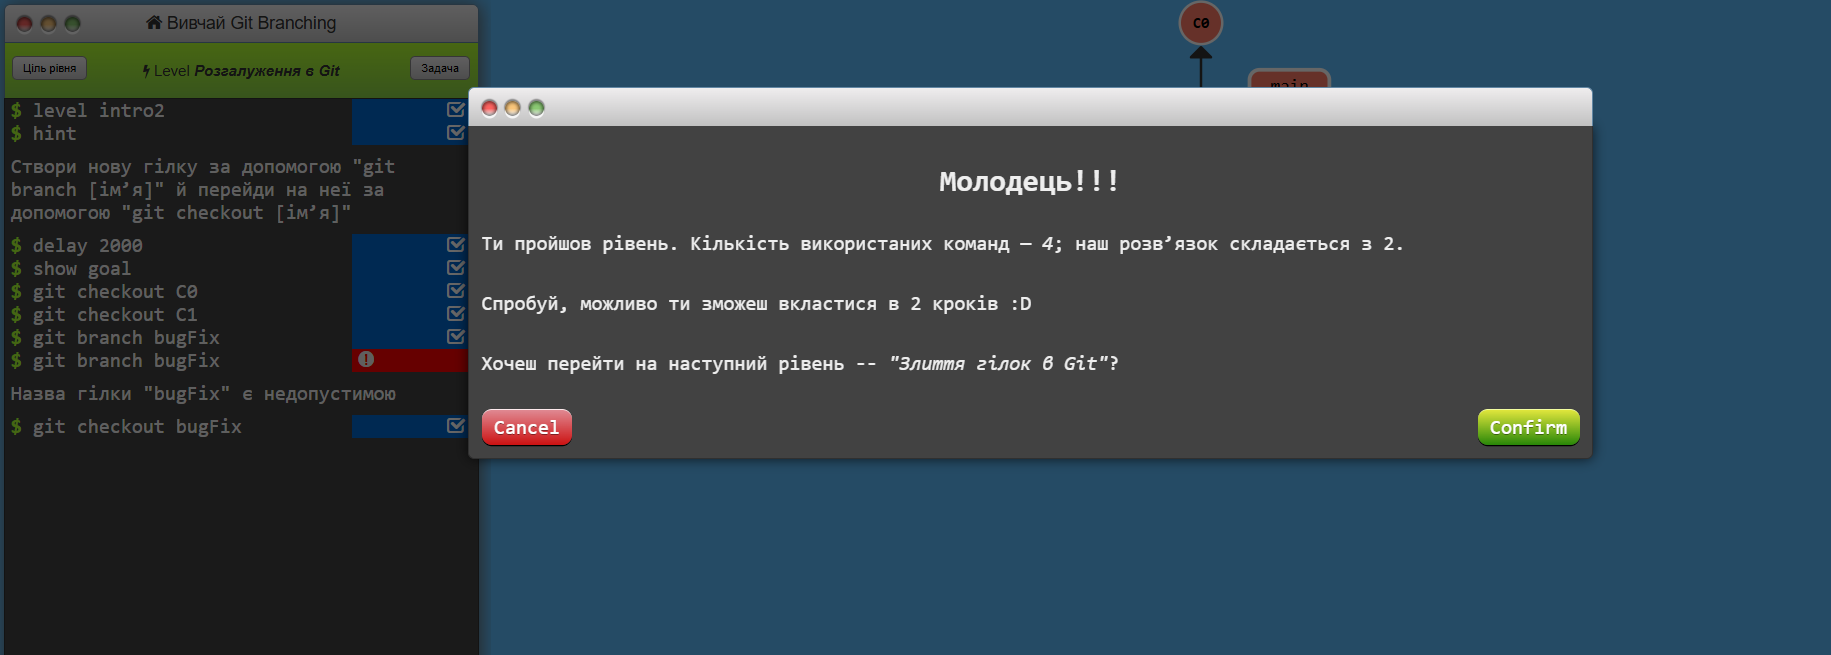 Вивчай Git Branching
Ціль рівня
Level Розгалуження в Git
Задача
$ level intro2
$ hint
Створи нову гілку за допомогою "git
branch [ім’я]" й перейди на неї за
допомогою "git checkout [ім’я]"
$ delay 2000
$ show goal
$ git checkout C0
$ git checkout C1
$ git branch bugFix
$ git branch bugFix
Назва гілки "bugFix" є недопустимою
$ git checkout bugFix
C0
main
Молодець!!!
Ти пройшов рівень. Кількість використаних команд — 4; наш розв’язок складається з 2.
Спробуй, можливо ти зможеш вкластися в 2 кроків :D
Хочеш перейти на наступний рівень -- "Злиття гілок в Git"?
Cancel
Confirm